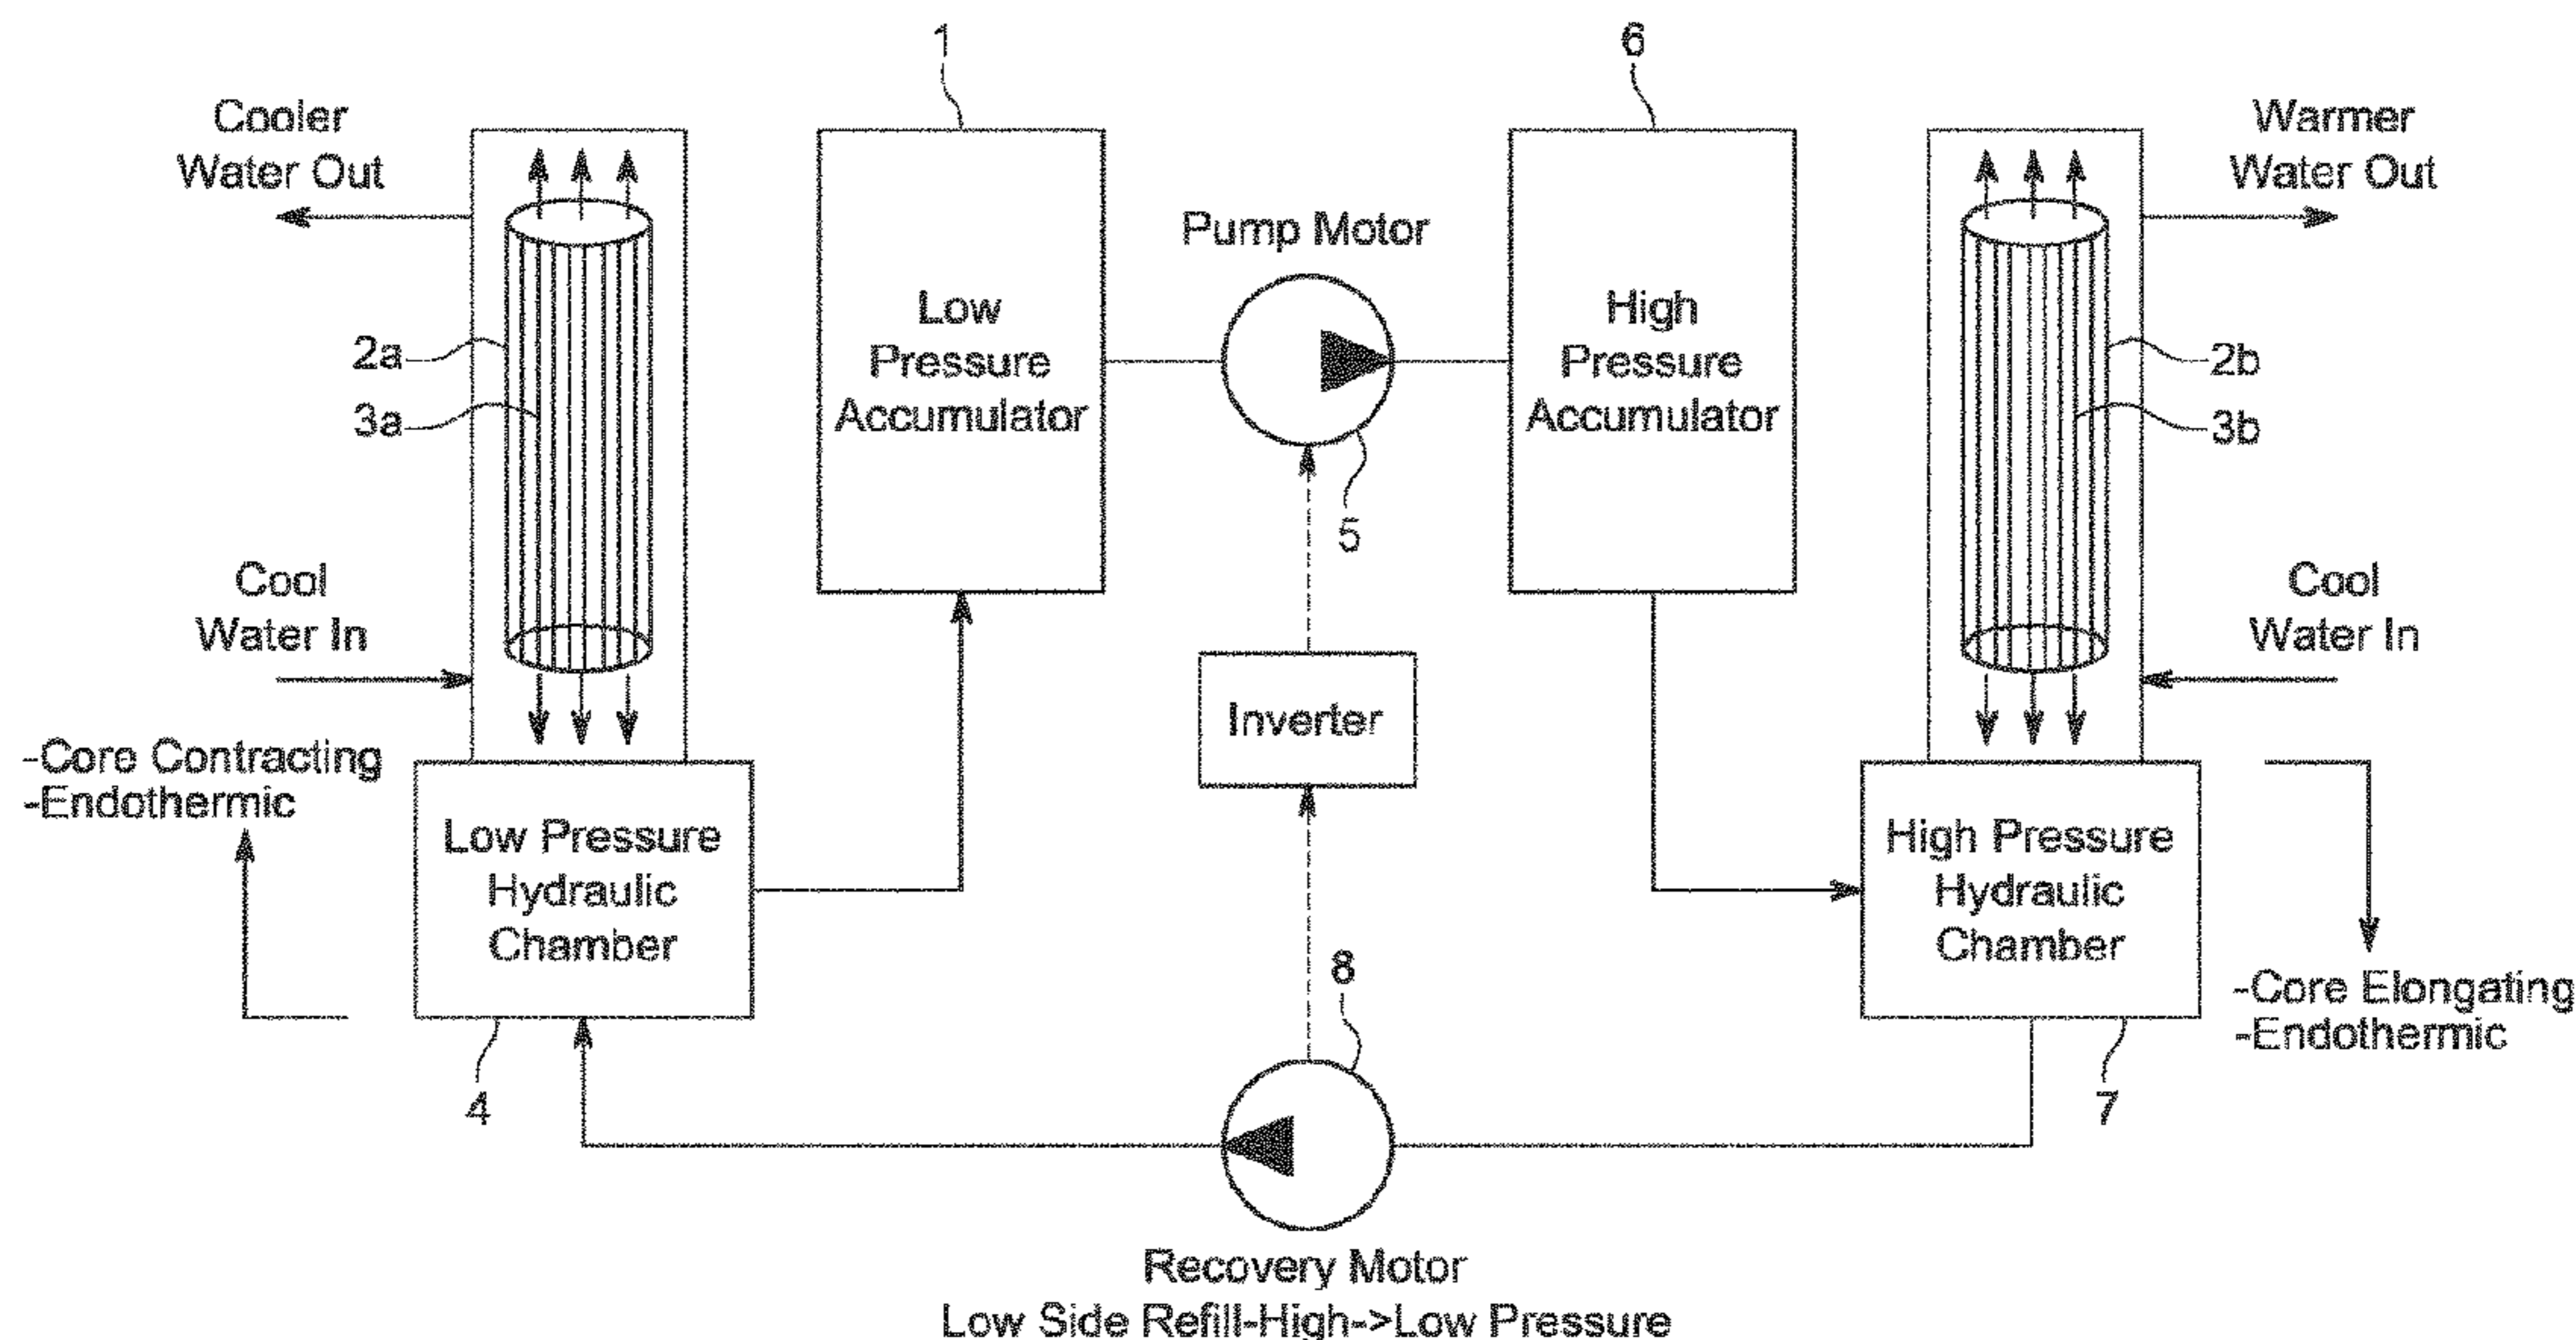 1
6
Cooler
Water Out
Warmer
Water Out
Pump Motor
Low
Pressure
Accumulator
High
Pressure
Accumulator
2a
3a
2b
3b
5
Cool
Water In
Cool
Water In
Inverter
-Core Contracting
-Endothermic
Low Pressure
Hydraulic
Chamber
High Pressure
Hydraulic
Chamber
8
-Core Elongating
-Endothermic
4
7
Recovery Motor
Low Side Refill-High->Low Pressure